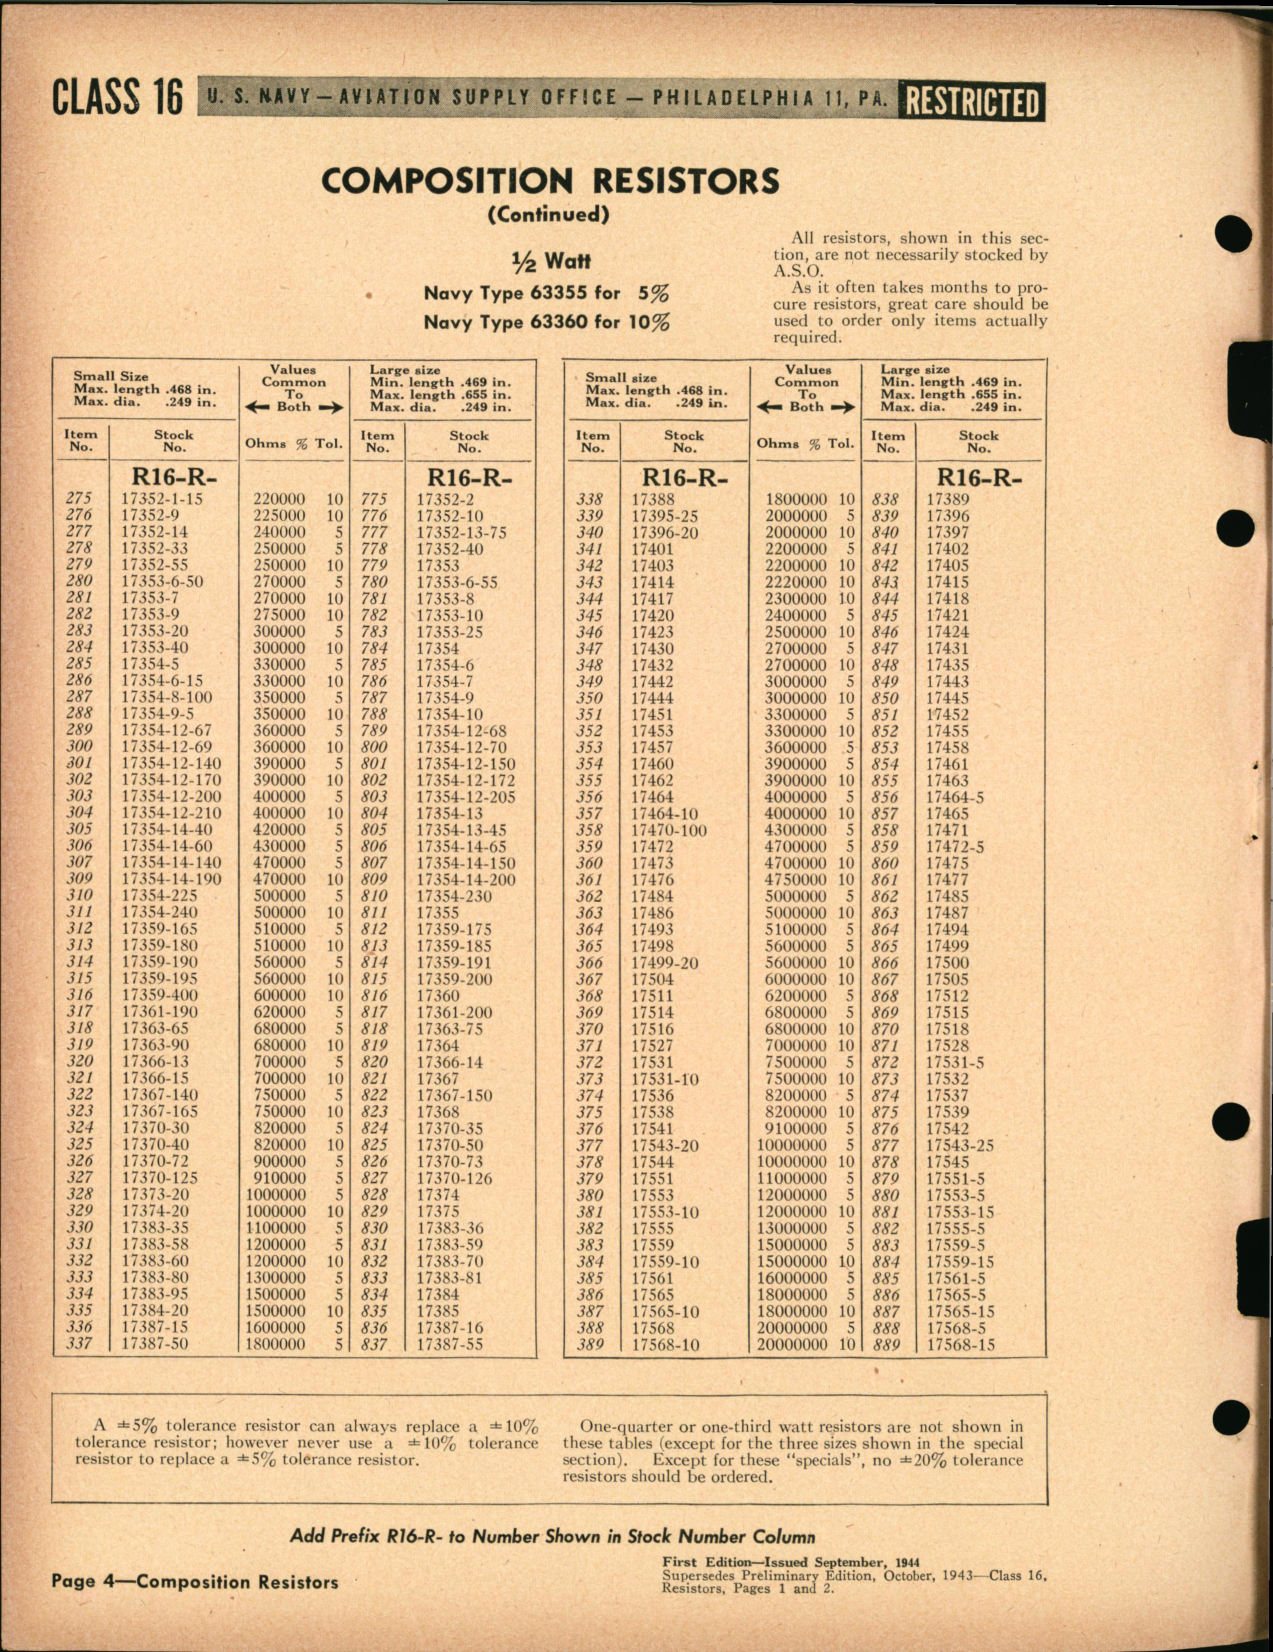 CLASS 16 U. S. NAVY — AVIATION SUPPLY OFFICE — PHILADELPHIA 11, PA. RESTRICTED
COMPOSITION RESISTORS
(Continued)
½ Watt
Navy Type 63355 for 5%
Navy Type 63360 for 10%
All resistors, shown in this sec-
tion, are not necessarily stocked by
A.S.O.
As it often takes months to pro-
cure resistors, great care should be
used to order only items actually
required.
Small Size
Max. length .468 in.
Max. dia. .249 in.
Values
Common
To
← Both →
Large size
Min. length .469 in.
Max. length .655 in.
Max. dia. .249 in.
Item No. Stock No. Ohms % Tol. Item No. Stock No.
R16-R- R16-R-
275 17352-1-15 220000 10 775 17352-2
276 17352-9 225000 10 776 17352-10
277 17352-14 240000 5 777 17352-13-75
278 17352-33 250000 5 778 17352-40
279 17352-55 250000 10 779 17353
280 17353-6-50 270000 5 780 17353-6-55
281 17353-7 270000 10 781 17353-8
282 17353-9 275000 10 782 17353-10
283 17353-20 300000 5 783 17353-25
284 17353-40 300000 10 784 17354
285 17354-5 330000 5 785 17354-6
286 17354-6-15 330000 10 786 17354-7
287 17354-8-100 350000 5 787 17354-9
288 17354-9-5 350000 10 788 17354-10
289 17354-12-67 360000 5 789 17354-12-68
300 17354-12-69 360000 10 800 17354-12-70
301 17354-12-140 390000 5 801 17354-12-150
302 17354-12-170 390000 10 802 17354-12-172
303 17354-12-200 400000 5 803 17354-12-205
304 17354-12-210 400000 10 804 17354-13
305 17354-14-40 420000 5 805 17354-13-45
306 17354-14-60 430000 5 806 17354-14-65
307 17354-14-140 470000 5 807 17354-14-150
309 17354-14-190 470000 10 809 17354-14-200
310 17354-225 500000 5 810 17354-230
311 17354-240 500000 10 811 17355
312 17359-165 510000 5 812 17359-175
313 17359-180 510000 10 813 17359-185
314 17359-190 560000 5 814 17359-191
315 17359-195 560000 10 815 17359-200
316 17359-400 600000 10 816 17360
317 17361-190 620000 5 817 17361-200
318 17363-65 680000 5 818 17363-75
319 17363-90 680000 10 819 17364
320 17366-13 700000 5 820 17366-14
321 17366-15 700000 10 821 17367
322 17367-140 750000 5 822 17367-150
323 17367-165 750000 10 823 17368
324 17370-30 820000 5 824 17370-35
325 17370-40 820000 10 825 17370-50
326 17370-72 900000 5 826 17370-73
327 17370-125 910000 5 827 17370-126
328 17373-20 1000000 5 828 17374
329 17374-20 1000000 10 829 17375
330 17383-35 1100000 5 830 17383-36
331 17383-58 1200000 5 831 17383-59
332 17383-60 1200000 10 832 17383-70
333 17383-80 1300000 5 833 17383-81
334 17383-95 1500000 5 834 17384
335 17384-20 1500000 10 835 17385
336 17387-15 1600000 5 836 17387-16
337 17387-50 1800000 5 837 17387-55
Small size
Max. length .468 in.
Max. dia. .249 in.
Values
Common
To
← Both →
Large size
Min. length .469 in.
Max. length .655 in.
Max. dia. .249 in.
Item No. Stock No. Ohms % Tol. Item No. Stock No.
R16-R- R16-R-
338 17388 1800000 10 838 17389
339 17395-25 2000000 5 839 17396
340 17396-20 2000000 10 840 17397
341 17401 2200000 5 841 17402
342 17403 2200000 10 842 17405
343 17414 2220000 10 843 17415
344 17417 2300000 10 844 17418
345 17420 2400000 5 845 17421
346 17423 2500000 10 846 17424
347 17430 2700000 5 847 17431
348 17432 2700000 10 848 17435
349 17442 3000000 5 849 17443
350 17444 3000000 10 850 17445
351 17451 3300000 5 851 17452
352 17453 3300000 10 852 17455
353 17457 3600000 5 853 17458
354 17460 3900000 5 854 17461
355 17462 3900000 10 855 17463
356 17464 4000000 5 856 17464-5
357 17464-10 4000000 10 857 17465
358 17470-100 4300000 5 858 17471
359 17472 4700000 5 859 17472-5
360 17473 4700000 10 860 17475
361 17476 4750000 10 861 17477
362 17484 5000000 5 862 17485
363 17486 5000000 10 863 17487
364 17493 5100000 5 864 17494
365 17498 5600000 5 865 17499
366 17499-20 5600000 10 866 17500
367 17504 6000000 10 867 17505
368 17511 6200000 5 868 17512
369 17514 6800000 5 869 17515
370 17516 6800000 10 870 17518
371 17527 7000000 10 871 17528
372 17531 7500000 5 872 17531-5
373 17531-10 7500000 10 873 17532
374 17536 8200000 5 874 17537
375 17538 8200000 10 875 17539
376 17541 9100000 5 876 17542
377 17543-20 10000000 5 877 17543-25
378 17544 10000000 10 878 17545
379 17551 11000000 5 879 17551-5
380 17553 12000000 5 880 17553-5
381 17553-10 12000000 10 881 17553-15
382 17555 13000000 5 882 17555-5
383 17559 15000000 5 883 17559-5
384 17559-10 15000000 10 884 17559-15
385 17561 16000000 5 885 17561-5
386 17565 18000000 5 886 17565-5
387 17565-10 18000000 10 887 17565-15
388 17568 20000000 5 888 17568-5
389 17568-10 20000000 10 889 17568-15
A ±5% tolerance resistor can always replace a ±10%
tolerance resistor; however never use a ±10% tolerance
resistor to replace a ±5% tolerance resistor.
One-quarter or one-third watt resistors are not shown in
these tables (except for the three sizes shown in the special
section). Except for these "specials", no ±20% tolerance
resistors should be ordered.
Add Prefix R16-R- to Number Shown in Stock Number Column
Page 4—Composition Resistors
First Edition—Issued September, 1944
Supersedes Preliminary Edition, October, 1943—Class 16,
Resistors, Pages 1 and 2.